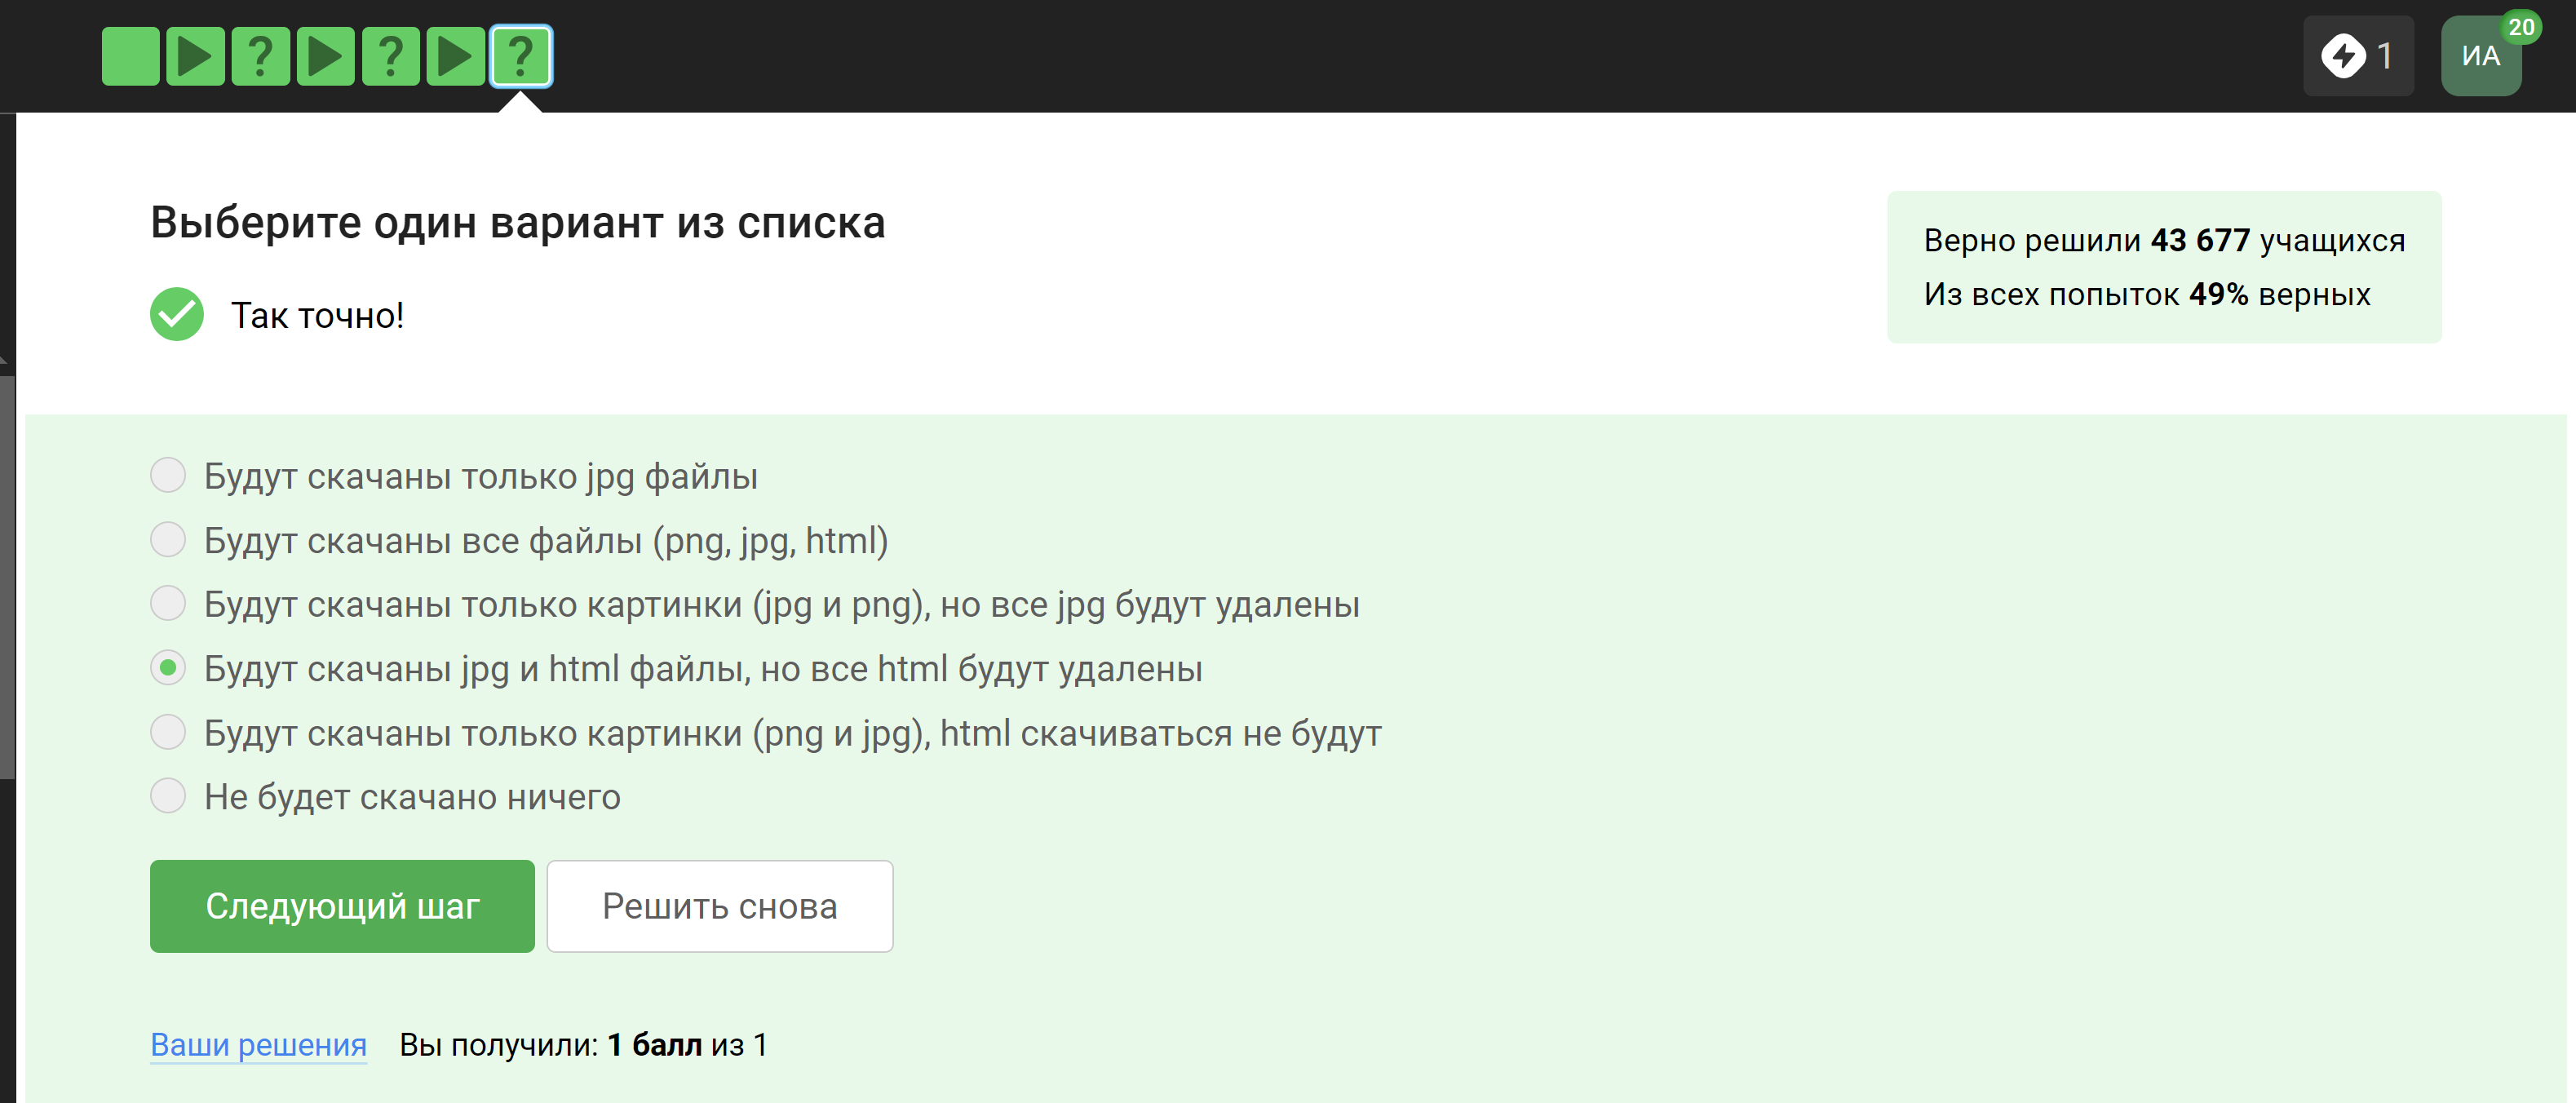 ? ? ?
1
ИА
20
Выберите один вариант из списка
Так точно!
Верно решили 43 677 учащихся
Из всех попыток 49% верных
Будут скачаны только jpg файлы
Будут скачаны все файлы (png, jpg, html)
Будут скачаны только картинки (jpg и png), но все jpg будут удалены
Будут скачаны jpg и html файлы, но все html будут удалены
Будут скачаны только картинки (png и jpg), html скачиваться не будут
Не будет скачано ничего
Следующий шаг
Решить снова
Ваши решения Вы получили: 1 балл из 1